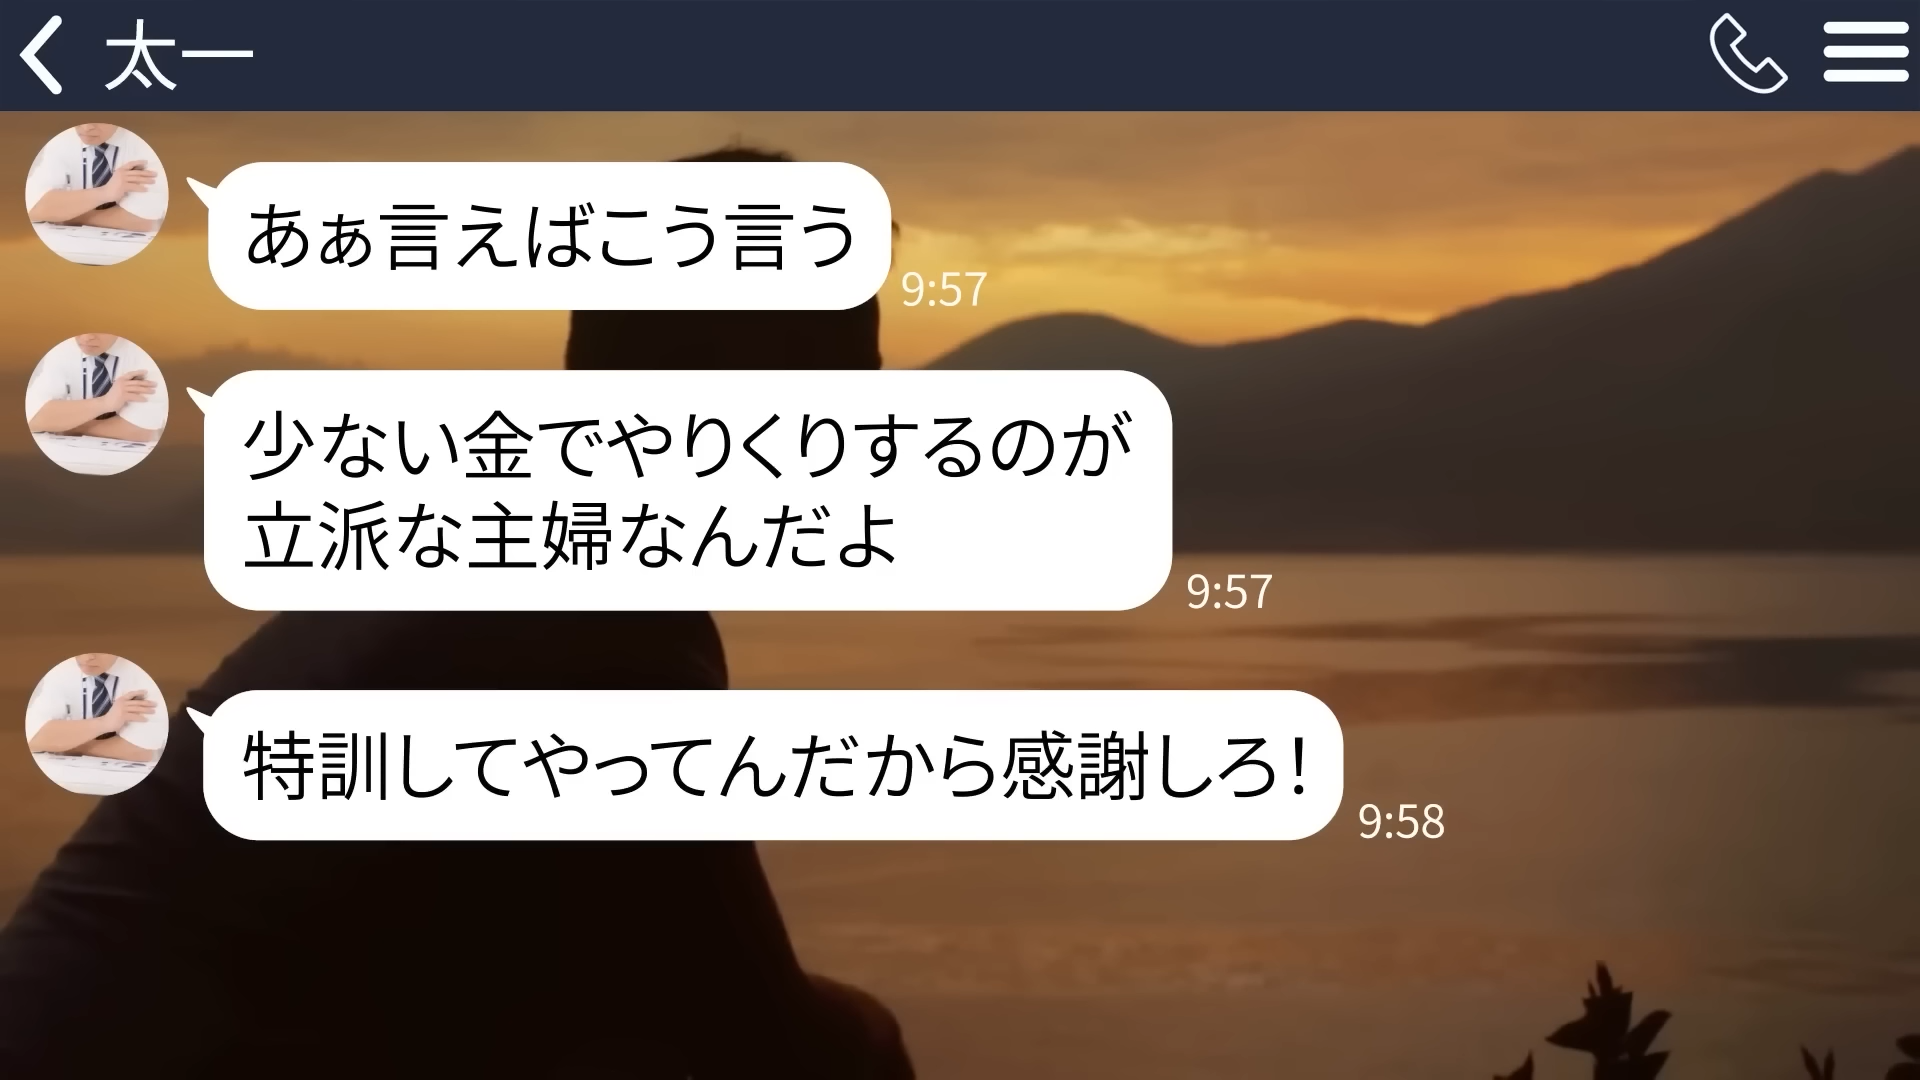 太一
あぁ言えばこう言う
9:57
少ない金でやりくりするのが
立派な主婦なんだよ
9:57
特訓してやってんだから感謝しろ!
9:58